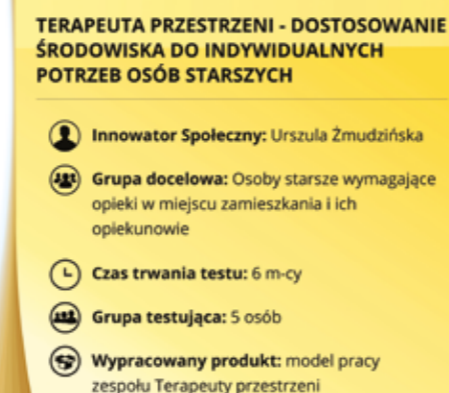 TERAPEUTA PRZESTRZENI - DOSTOSOWANIE
ŚRODOWISKA DO INDYWIDUALNYCH
POTRZEB OSÓB STARSZYCH
Innowator Społeczny: Urszula Żmudzińska
Grupa docelowa: Osoby starsze wymagające
opieki w miejscu zamieszkania i ich
opiekunowie
Czas trwania testu: 6 m-cy
Grupa testująca: 5 osób
Wypracowany produkt: model pracy
zespołu Terapeuty przestrzeni